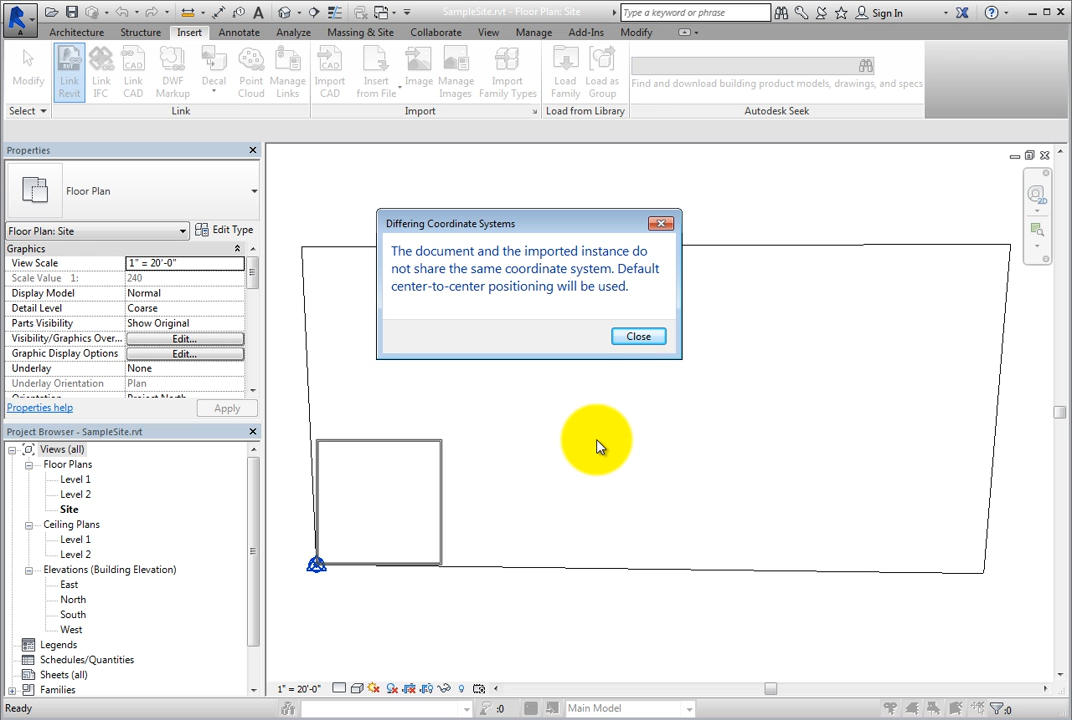 SampleSite.rvt - Floor Plan: Site
Type a keyword or phrase
Sign In
Architecture
Structure
Insert
Annotate
Analyze
Massing & Site
Collaborate
View
Manage
Add-Ins
Modify
Modify
Link
Revit
Link
IFC
Link
CAD
DWF
Markup
Decal
Point
Cloud
Manage
Links
Import
CAD
Insert
from File
Image
Manage
Images
Import
Family Types
Load
Family
Load as
Group
Find and download building product models, drawings, and specs
Select
Link
Import
Load from Library
Autodesk Seek
Properties
Floor Plan
Floor Plan: Site
Edit Type
Graphics
View Scale
1" = 20'-0"
Scale Value 1:
240
Display Model
Normal
Detail Level
Coarse
Parts Visibility
Show Original
Visibility/Graphics Over...
Edit...
Graphic Display Options
Edit...
Underlay
None
Underlay Orientation
Plan
Orientation
Project North
Properties help
Apply
Project Browser - SampleSite.rvt
Views (all)
Floor Plans
Level 1
Level 2
Site
Ceiling Plans
Level 1
Level 2
Elevations (Building Elevation)
East
North
South
West
Legends
Schedules/Quantities
Sheets (all)
Families
Differing Coordinate Systems
The document and the imported instance do
not share the same coordinate system. Default
center-to-center positioning will be used.
Close
2D
1" = 20'-0"
Ready
:0
Main Model
:0